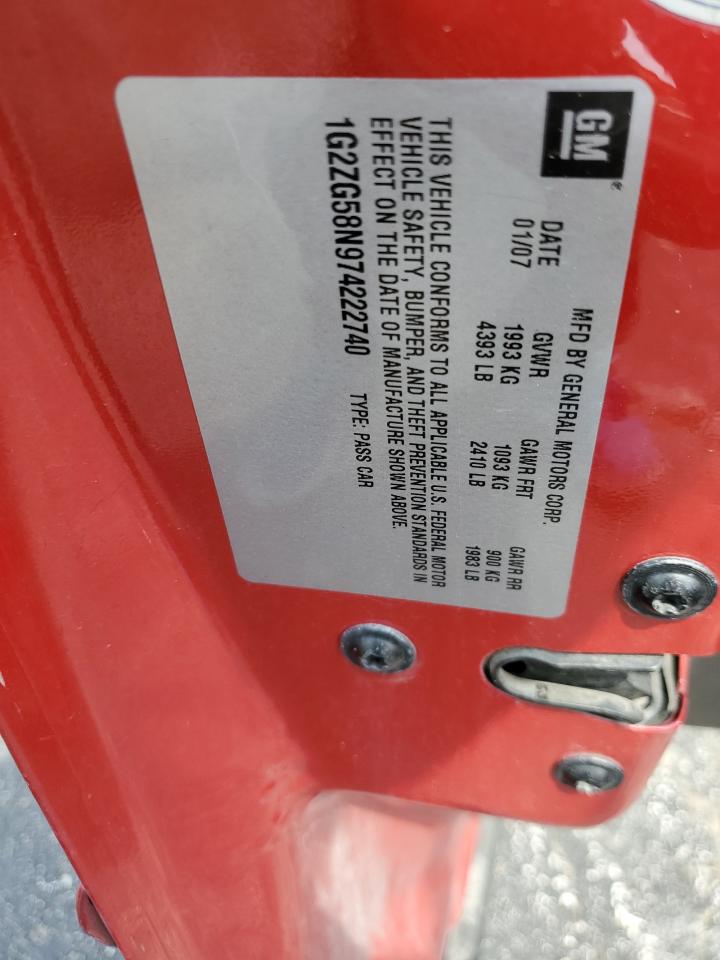 GM®
MFD BY GENERAL MOTORS CORP.
DATE GVWR GAWR FRT GAWR RR
01/07 1993 KG 1093 KG 900 KG
4393 LB 2410 LB 1983 LB
THIS VEHICLE CONFORMS TO ALL APPLICABLE U.S. FEDERAL MOTOR
VEHICLE SAFETY, BUMPER, AND THEFT PREVENTION STANDARDS IN
EFFECT ON THE DATE OF MANUFACTURE SHOWN ABOVE.
1G2ZG58N974222740 TYPE: PASS CAR